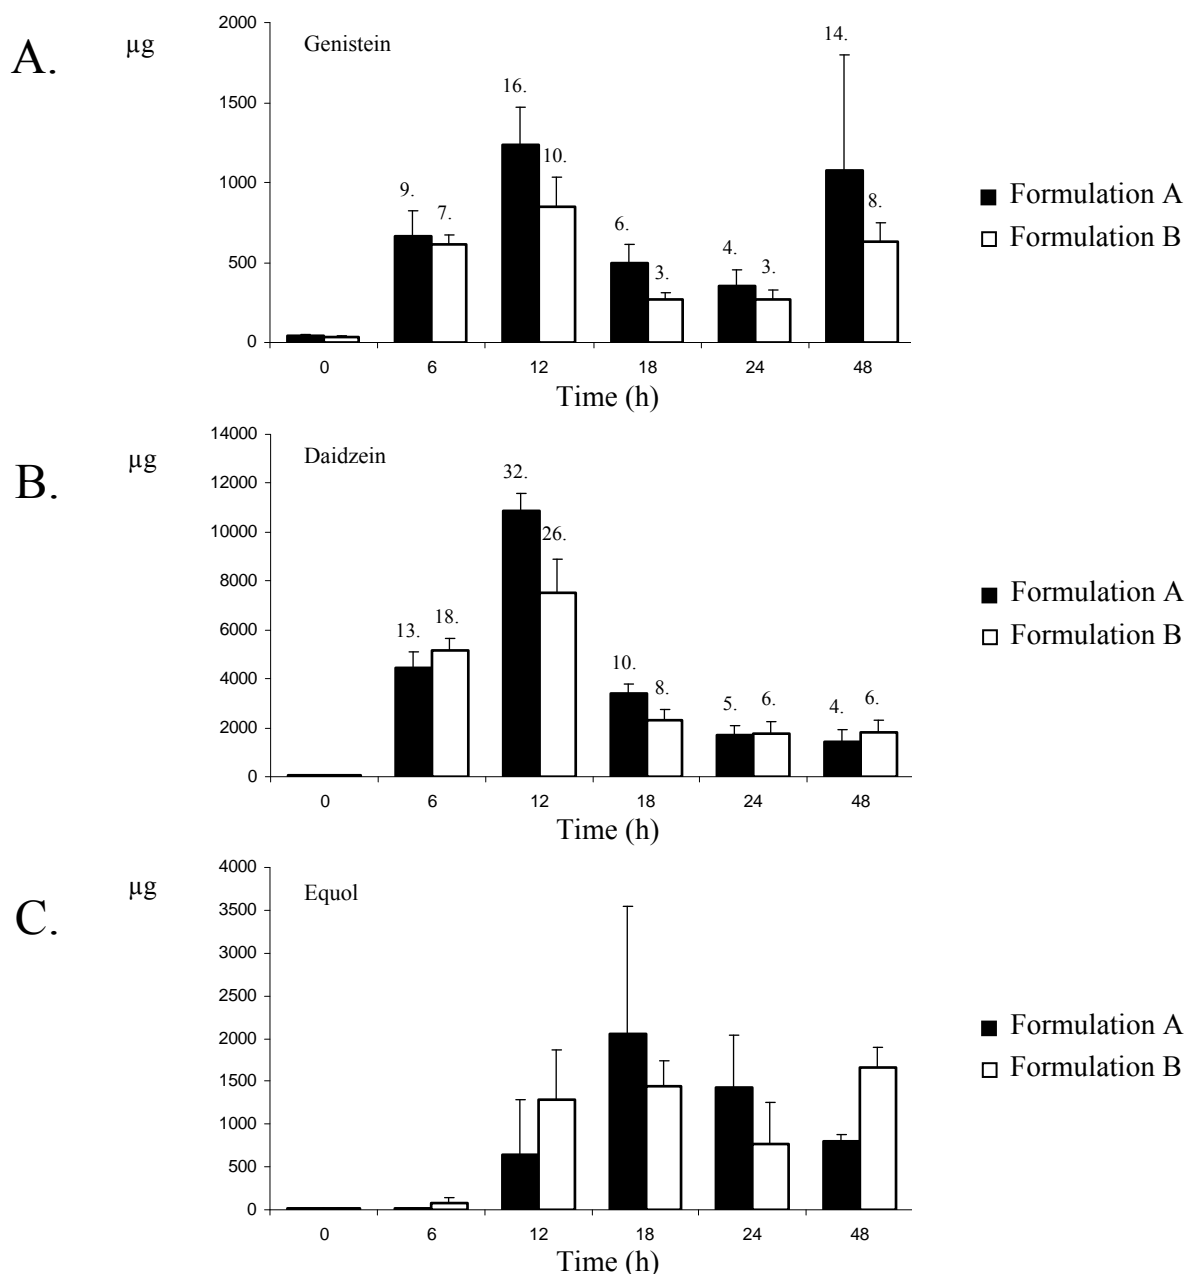 A.
µg
Genistein
2000
1500
1000
500
0
9. 7. 16. 10. 6. 3. 4. 3. 14. 8.
0 6 12 18 24 48
Time (h)
Formulation A
Formulation B
B.
µg
Daidzein
14000
12000
10000
8000
6000
4000
2000
0
13. 18. 32. 26. 10. 8. 5. 6. 4. 6.
0 6 12 18 24 48
Time (h)
Formulation A
Formulation B
C.
µg
Equol
4000
3500
3000
2500
2000
1500
1000
500
0
0 6 12 18 24 48
Time (h)
Formulation A
Formulation B